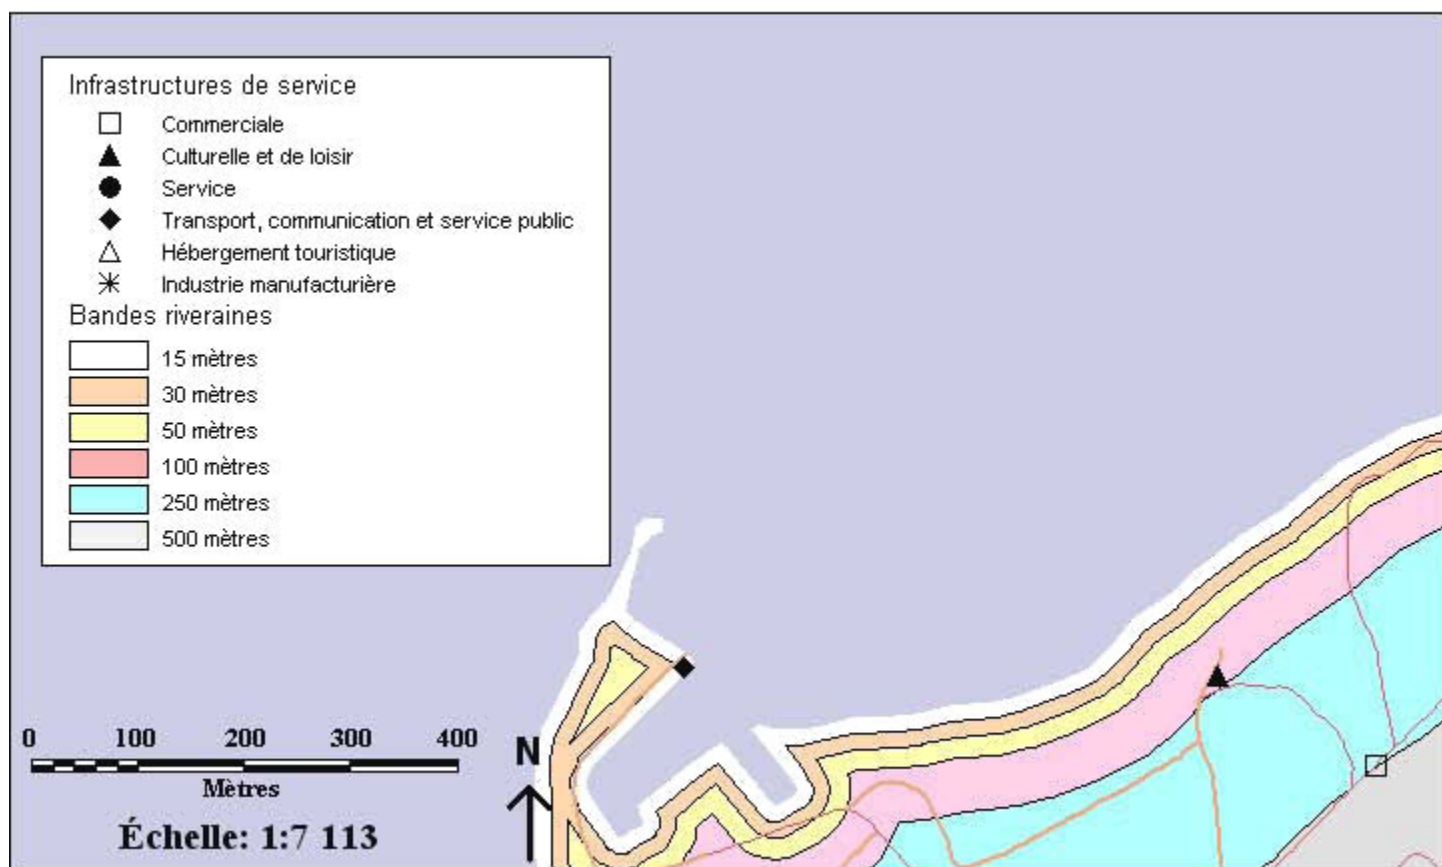 Infrastructures de service
Commerciale
Culturelle et de loisir
Service
Transport, communication et service public
Hébergement touristique
Industrie manufacturière
Bandes riveraines
15 mètres
30 mètres
50 mètres
100 mètres
250 mètres
500 mètres
0 100 200 300 400
Mètres
Échelle: 1:7 113
N